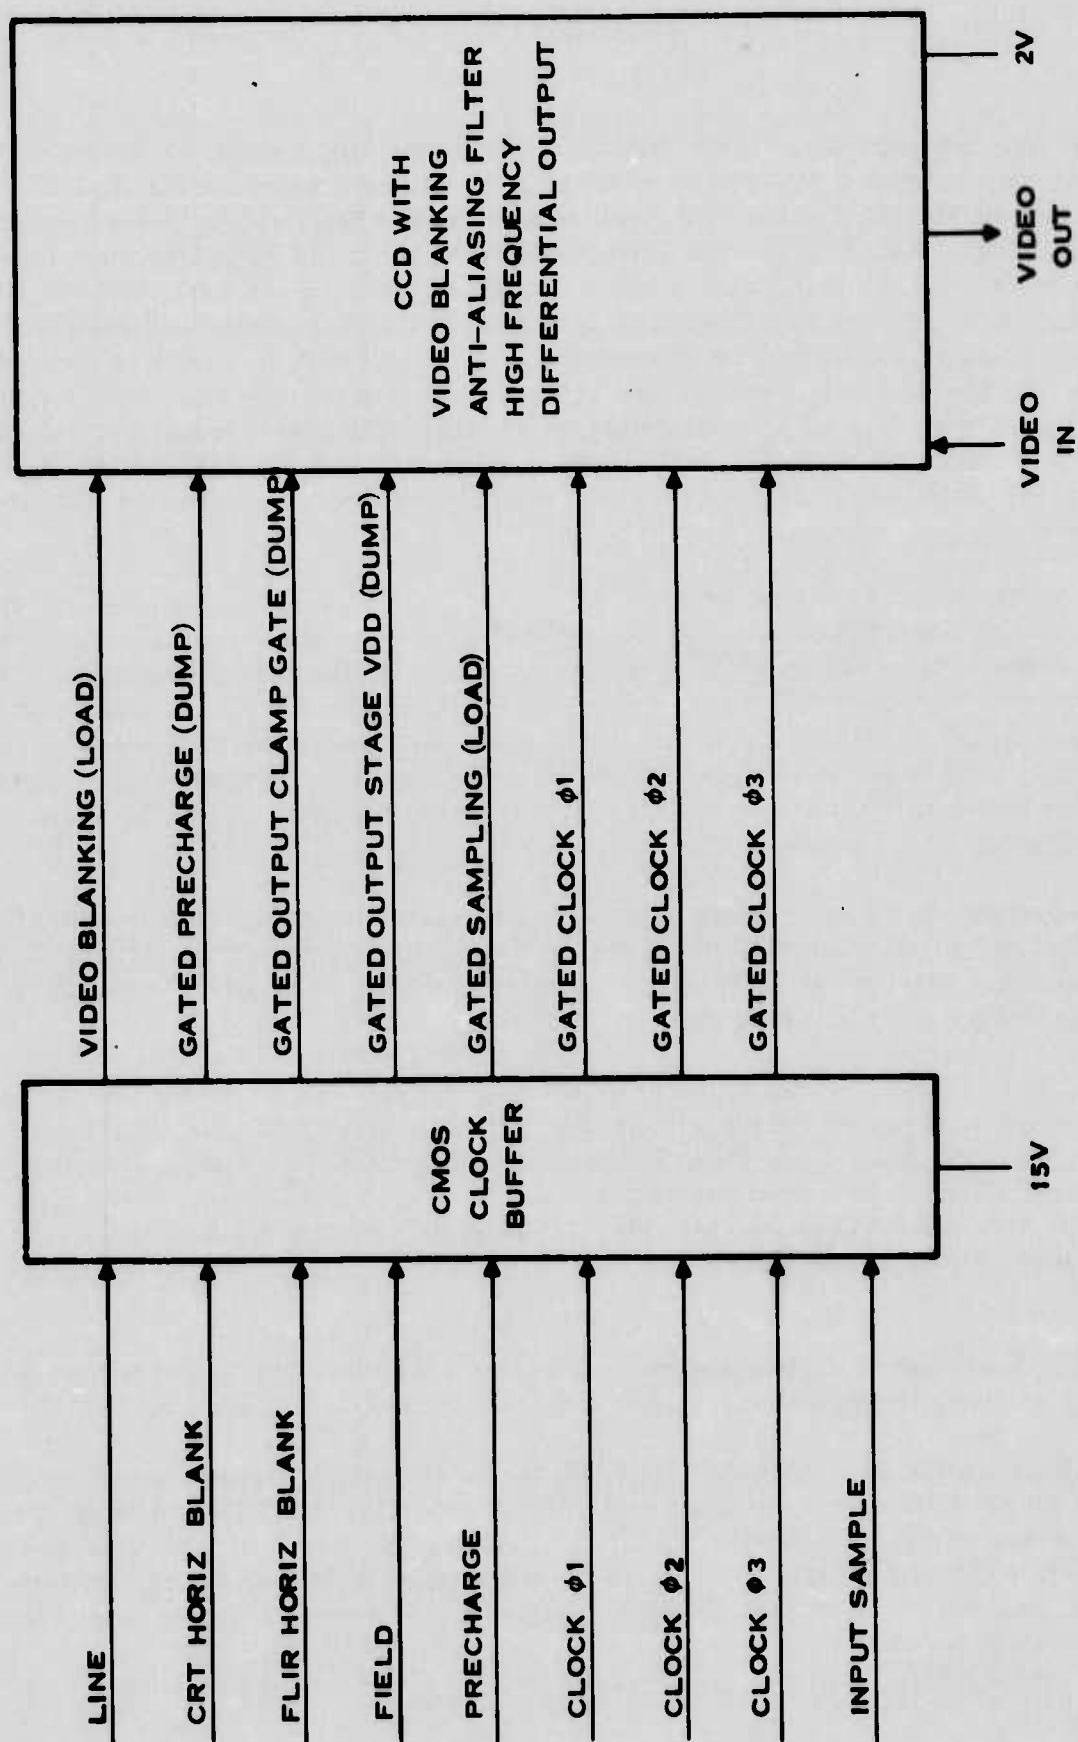 LINE
CRT HORIZ BLANK
FLIR HORIZ BLANK
FIELD
PRECHARGE
CLOCK ϕ1
CLOCK ϕ2
CLOCK ϕ3
INPUT SAMPLE
CMOS
CLOCK
BUFFER
15V
VIDEO BLANKING (LOAD)
GATED PRECHARGE (DUMP)
GATED OUTPUT CLAMP GATE (DUMP)
GATED OUTPUT STAGE VDD (DUMP)
GATED SAMPLING (LOAD)
GATED CLOCK ϕ1
GATED CLOCK ϕ2
GATED CLOCK ϕ3
CCD WITH
VIDEO BLANKING
ANTI-ALIASING FILTER
HIGH FREQUENCY
DIFFERENTIAL OUTPUT
VIDEO
IN
VIDEO
OUT
2V